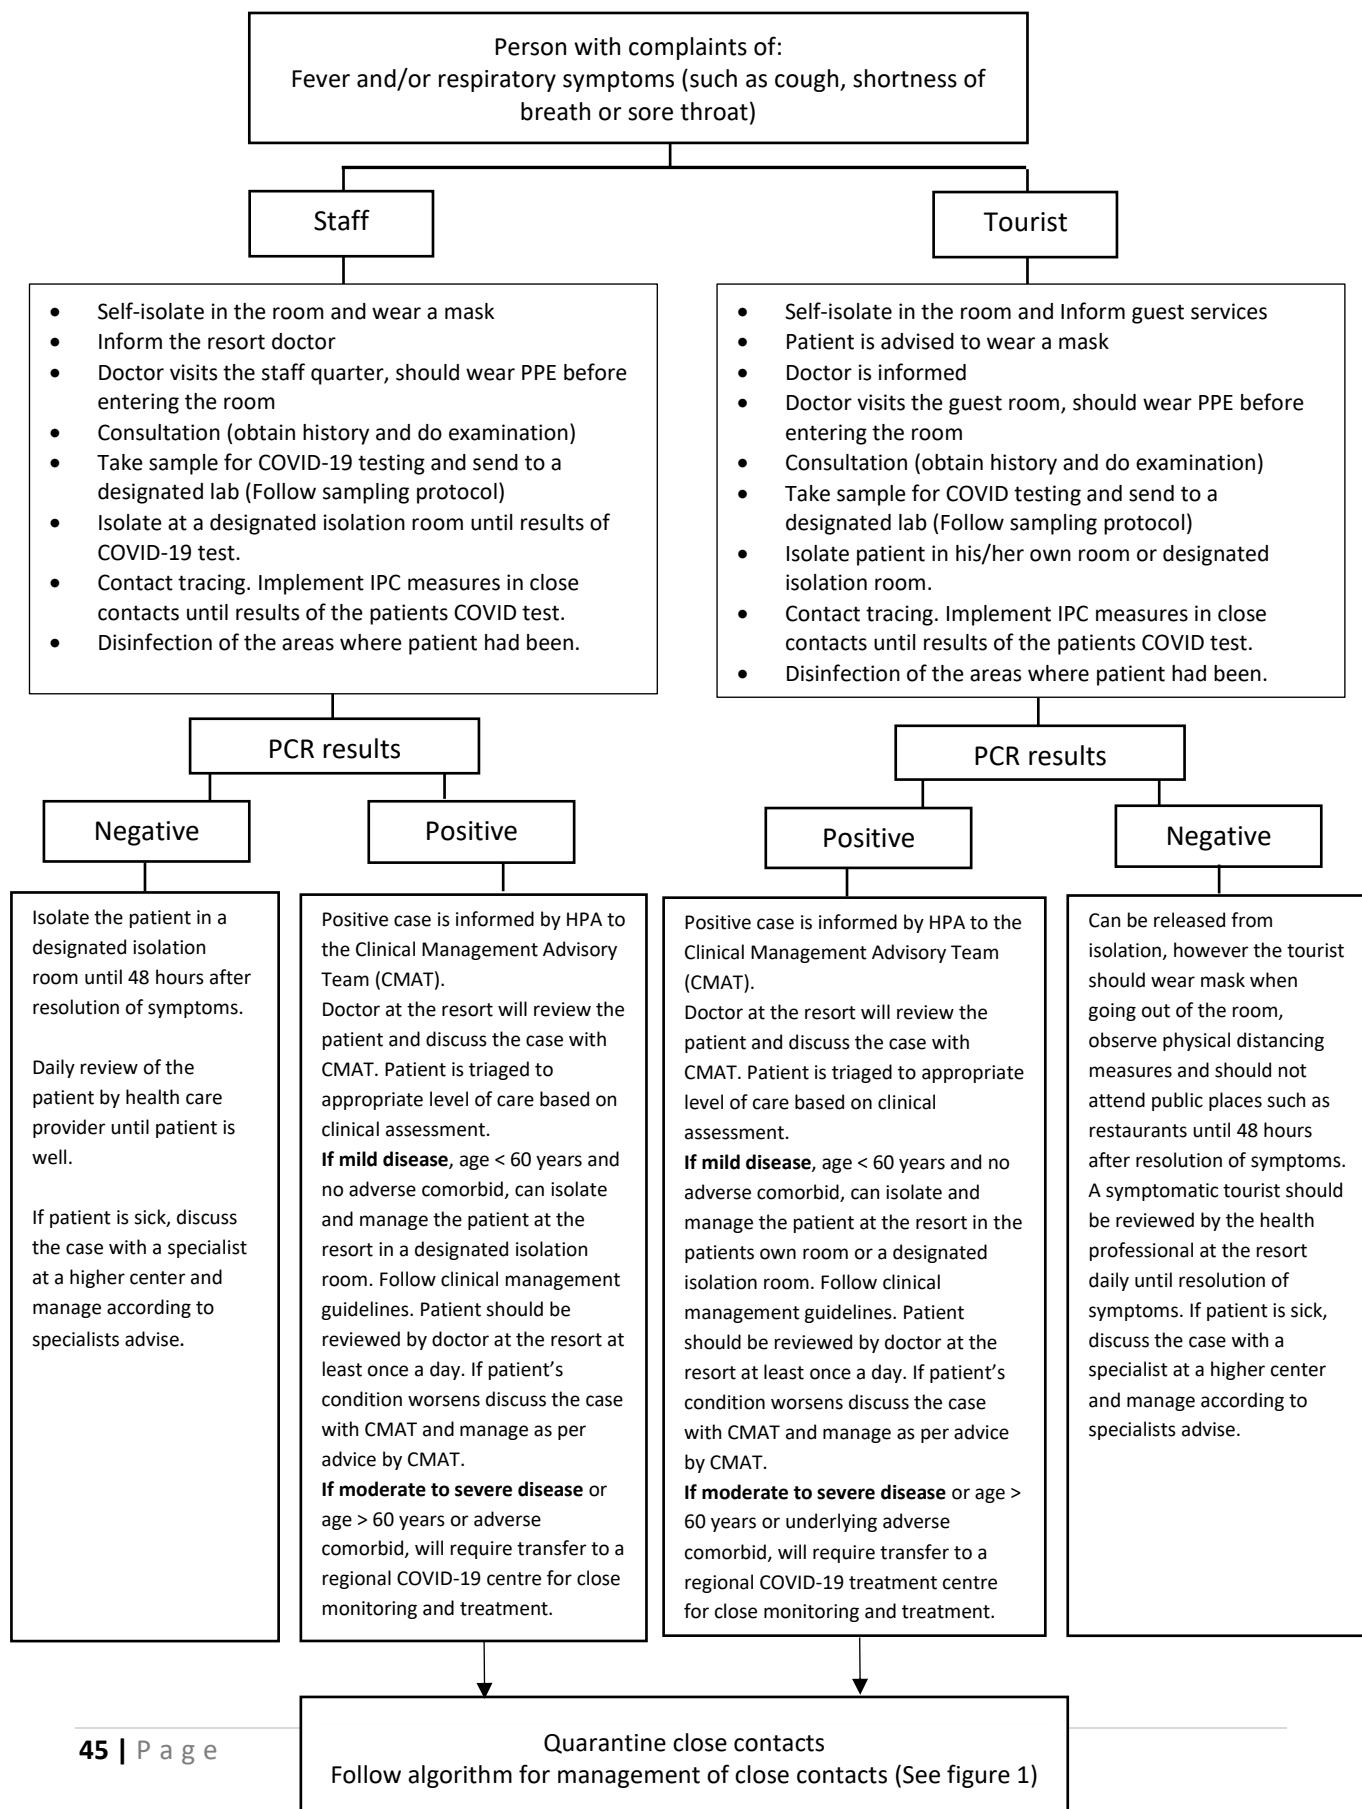 Person with complaints of:
Fever and/or respiratory symptoms (such as cough, shortness of
breath or sore throat)
Staff
Tourist
• Self-isolate in the room and wear a mask
• Inform the resort doctor
• Doctor visits the staff quarter, should wear PPE before
entering the room
• Consultation (obtain history and do examination)
• Take sample for COVID-19 testing and send to a
designated lab (Follow sampling protocol)
• Isolate at a designated isolation room until results of
COVID-19 test.
• Contact tracing. Implement IPC measures in close
contacts until results of the patients COVID test.
• Disinfection of the areas where patient had been.
• Self-isolate in the room and Inform guest services
• Patient is advised to wear a mask
• Doctor is informed
• Doctor visits the guest room, should wear PPE before
entering the room
• Consultation (obtain history and do examination)
• Take sample for COVID testing and send to a
designated lab (Follow sampling protocol)
• Isolate patient in his/her own room or designated
isolation room.
• Contact tracing. Implement IPC measures in close
contacts until results of the patients COVID test.
• Disinfection of the areas where patient had been.
PCR results
PCR results
Negative
Positive
Positive
Negative
Isolate the patient in a
designated isolation
room until 48 hours after
resolution of symptoms.
Daily review of the
patient by health care
provider until patient is
well.
If patient is sick, discuss
the case with a specialist
at a higher center and
manage according to
specialists advise.
Positive case is informed by HPA to
the Clinical Management Advisory
Team (CMAT).
Doctor at the resort will review the
patient and discuss the case with
CMAT. Patient is triaged to
appropriate level of care based on
clinical assessment.
If mild disease, age < 60 years and
no adverse comorbid, can isolate
and manage the patient at the
resort in a designated isolation
room. Follow clinical management
guidelines. Patient should be
reviewed by doctor at the resort at
least once a day. If patient’s
condition worsens discuss the case
with CMAT and manage as per
advice by CMAT.
If moderate to severe disease or
age > 60 years or adverse
comorbid, will require transfer to a
regional COVID-19 centre for close
monitoring and treatment.
Positive case is informed by HPA to the
Clinical Management Advisory Team
(CMAT).
Doctor at the resort will review the
patient and discuss the case with
CMAT. Patient is triaged to appropriate
level of care based on clinical
assessment.
If mild disease, age < 60 years and no
adverse comorbid, can isolate and
manage the patient at the resort in the
patients own room or a designated
isolation room. Follow clinical
management guidelines. Patient
should be reviewed by doctor at the
resort at least once a day. If patient’s
condition worsens discuss the case
with CMAT and manage as per advice
by CMAT.
If moderate to severe disease or age >
60 years or underlying adverse
comorbid, will require transfer to a
regional COVID-19 treatment centre
for close monitoring and treatment.
Can be released from
isolation, however the tourist
should wear mask when
going out of the room,
observe physical distancing
measures and should not
attend public places such as
restaurants until 48 hours
after resolution of symptoms.
A symptomatic tourist should
be reviewed by the health
professional at the resort
daily until resolution of
symptoms. If patient is sick,
discuss the case with a
specialist at a higher center
and manage according to
specialists advise.
Quarantine close contacts
Follow algorithm for management of close contacts (See figure 1)
45 | Page